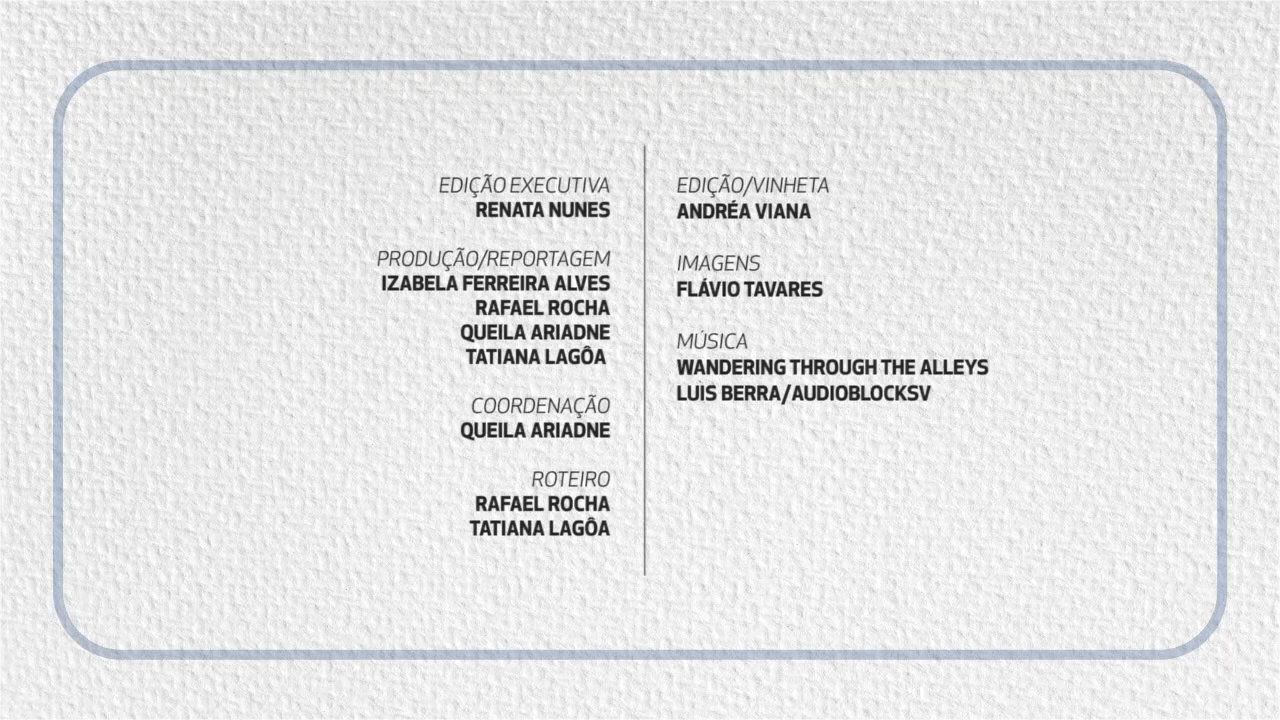 EDIÇÃO EXECUTIVA
RENATA NUNES
PRODUÇÃO/REPORTAGEM
IZABELA FERREIRA ALVES
RAFAEL ROCHA
QUEILA ARIADNE
TATIANA LAGÔA
COORDENAÇÃO
QUEILA ARIADNE
ROTEIRO
RAFAEL ROCHA
TATIANA LAGÔA
EDIÇÃO/VINHETA
ANDRÉA VIANA
IMAGENS
FLÁVIO TAVARES
MÚSICA
WANDERING THROUGH THE ALLEYS
LUIS BERRA/AUDIOBLOCKSV